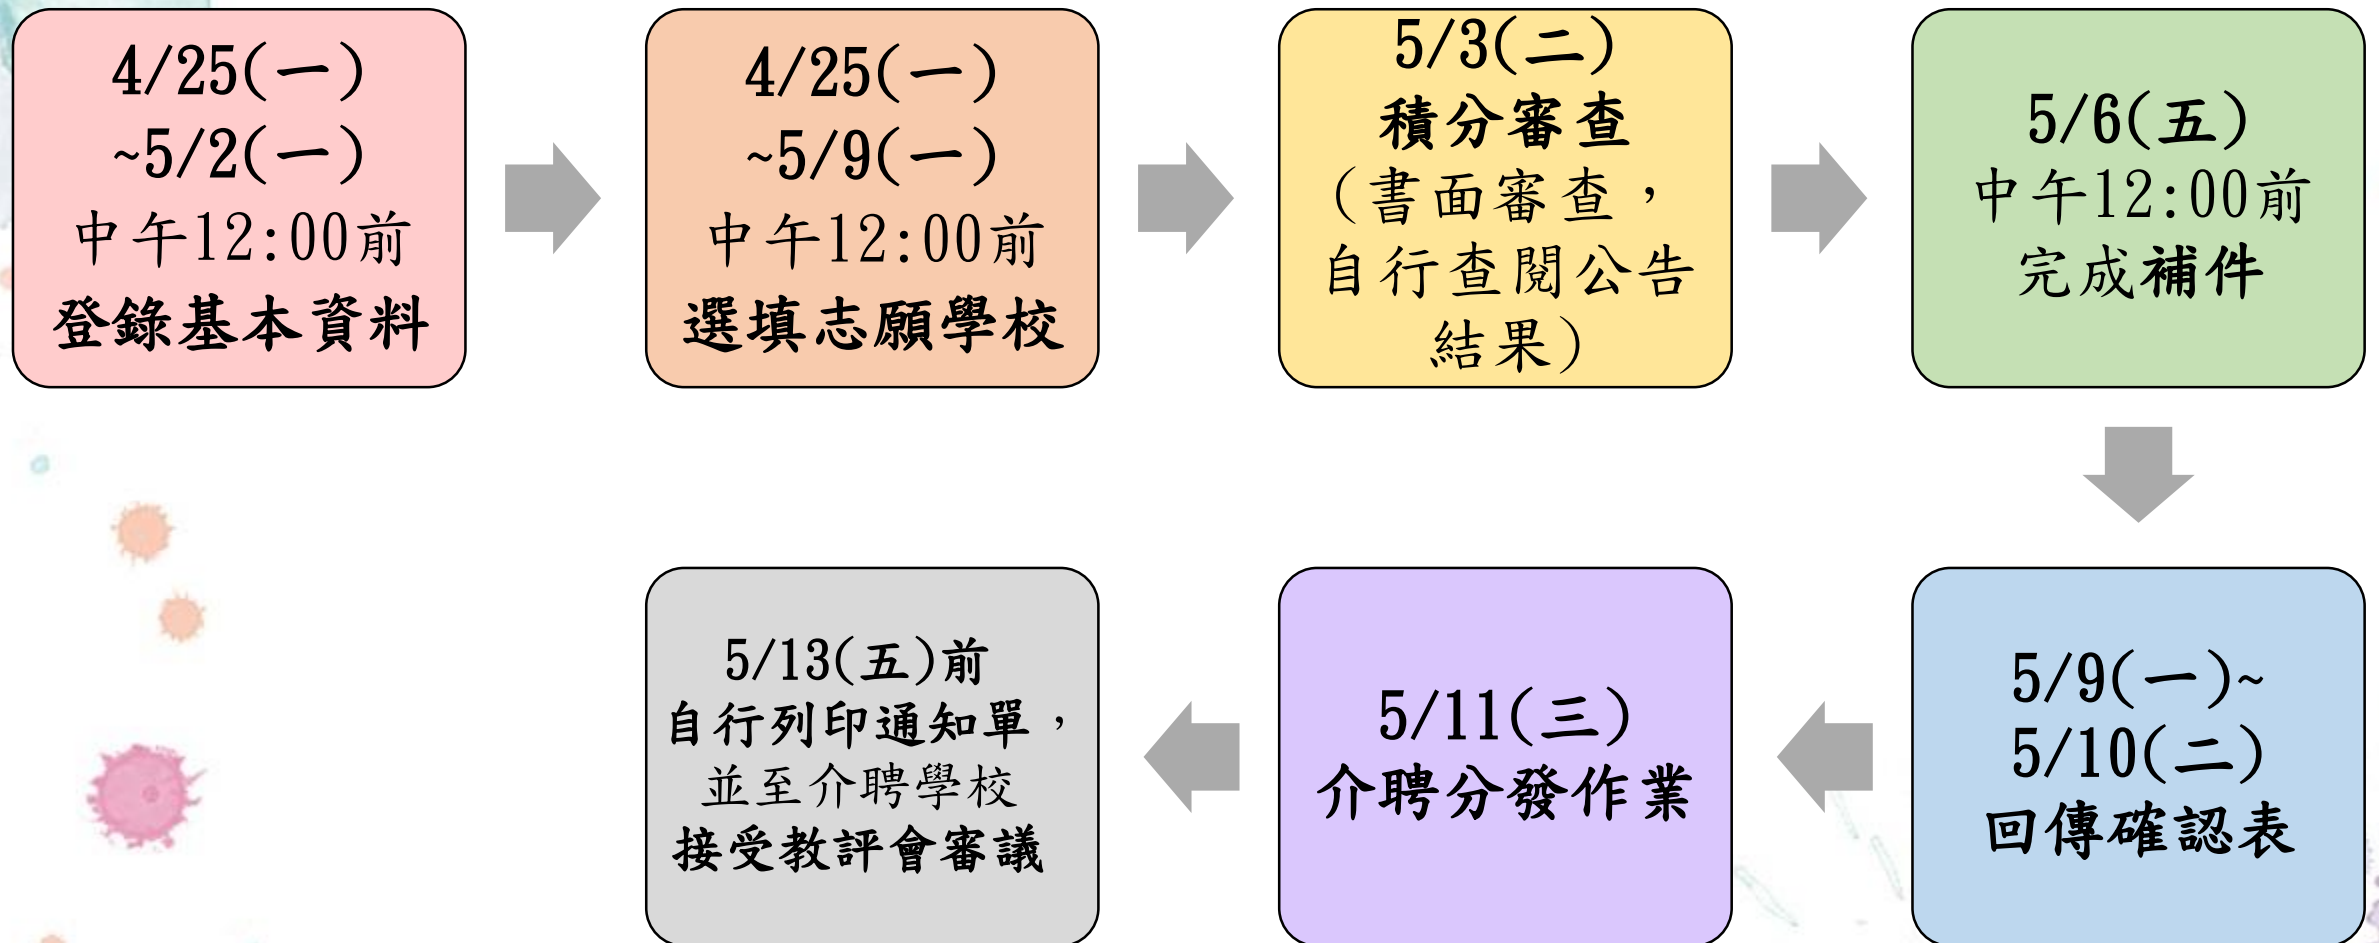 4/25(一)
~5/2(一)
中午12:00前
登錄基本資料
4/25(一)
~5/9(一)
中午12:00前
選填志願學校
5/3(二)
積分審查
(書面審查，
自行查閱公告
結果)
5/6(五)
中午12:00前
完成補件
5/9(一)~
5/10(二)
回傳確認表
5/11(三)
介聘分發作業
5/13(五)前
自行列印通知單，
並至介聘學校
接受教評會審議